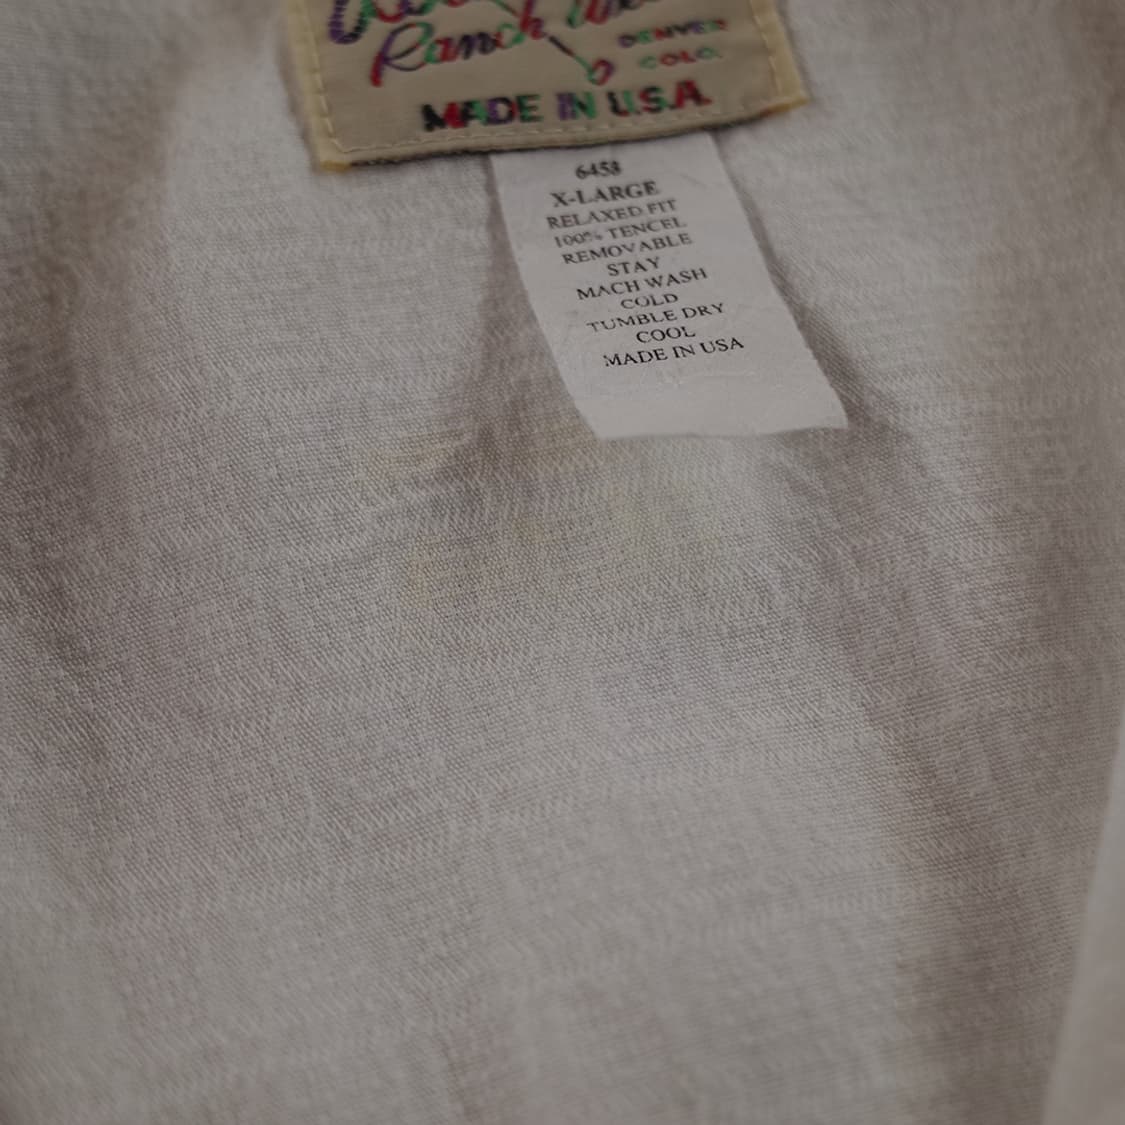 Ranch
DENVER
COLO.
MADE IN U.S.A.
6458
X-LARGE
RELAXED FIT
100% TENCEL
REMOVABLE
STAY
MACH WASH
COLD
TUMBLE DRY
COOL
MADE IN USA